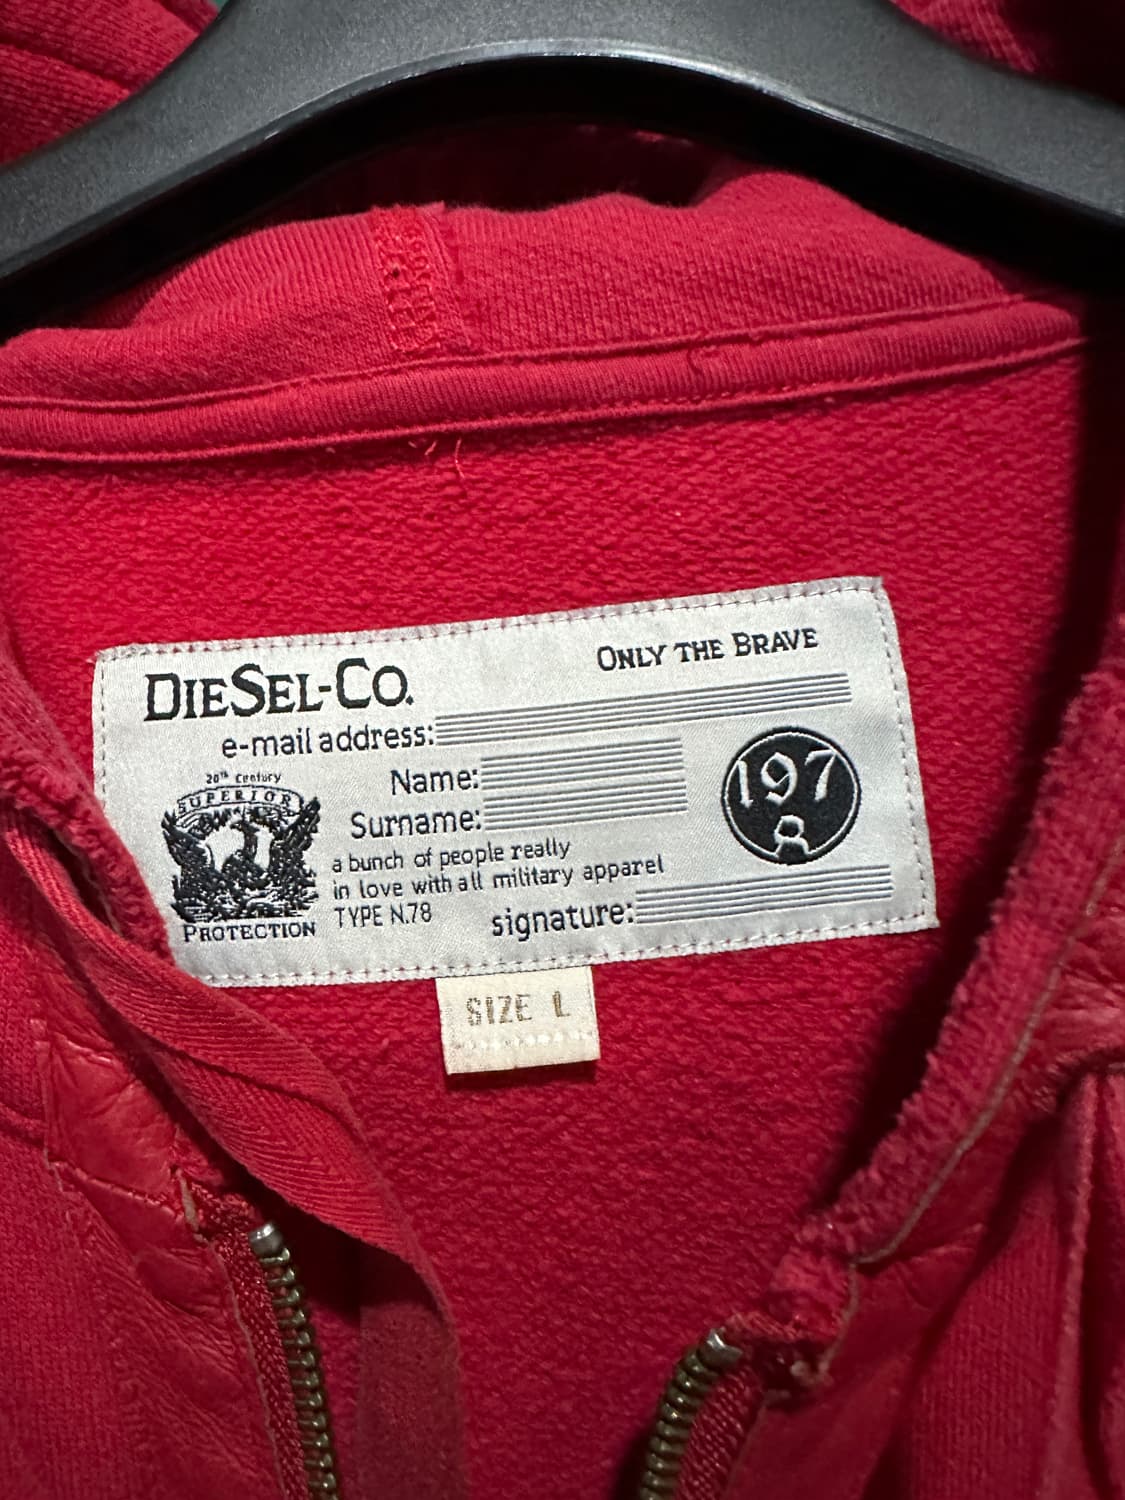 DIESEL-CO.
ONLY THE BRAVE
e-mail address:
Name:
Surname:
197
8
20th Century
SUPERIOR
PROTECTION
a bunch of people really
in love with all military apparel
TYPE N.78
signature:
SIZE L